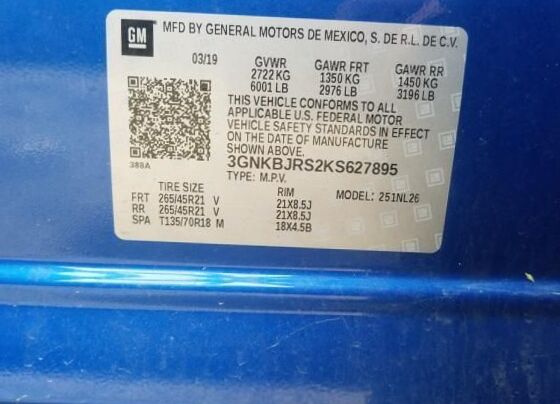 GM
MFD BY GENERAL MOTORS DE MEXICO, S. DE R.L. DE C.V.
03/19 GVWR GAWR FRT GAWR RR
2722 KG 1350 KG 1450 KG
6001 LB 2976 LB 3196 LB
THIS VEHICLE CONFORMS TO ALL
APPLICABLE U.S. FEDERAL MOTOR
VEHICLE SAFETY STANDARDS IN EFFECT
ON THE DATE OF MANUFACTURE
SHOWN ABOVE.
388A 3GNKBJRS2KS627895
TYPE: M.P.V.
TIRE SIZE RIM MODEL: 251NL26
FRT 265/45R21 V 21X8.5J
RR 265/45R21 V 21X8.5J
SPA T135/70R18 M 18X4.5B